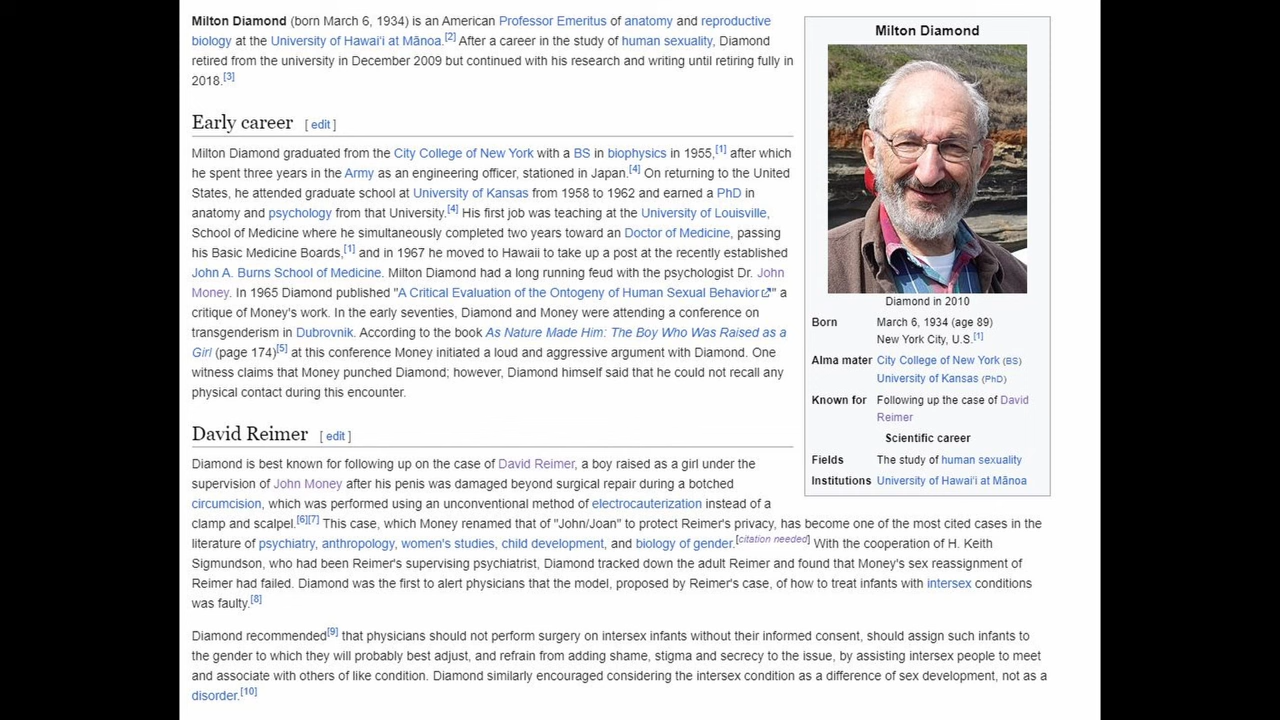 Milton Diamond (born March 6, 1934) is an American Professor Emeritus of anatomy and reproductive
biology at the University of Hawaiʻi at Mānoa.[2] After a career in the study of human sexuality, Diamond
retired from the university in December 2009 but continued with his research and writing until retiring fully in
2018.[3]
Early career [ edit ]
Milton Diamond graduated from the City College of New York with a BS in biophysics in 1955,[1] after which
he spent three years in the Army as an engineering officer, stationed in Japan.[4] On returning to the United
States, he attended graduate school at University of Kansas from 1958 to 1962 and earned a PhD in
anatomy and psychology from that University.[4] His first job was teaching at the University of Louisville,
School of Medicine where he simultaneously completed two years toward an Doctor of Medicine, passing
his Basic Medicine Boards,[1] and in 1967 he moved to Hawaii to take up a post at the recently established
John A. Burns School of Medicine. Milton Diamond had a long running feud with the psychologist Dr. John
Money. In 1965 Diamond published "A Critical Evaluation of the Ontogeny of Human Sexual Behavior" a
critique of Money's work. In the early seventies, Diamond and Money were attending a conference on
transgenderism in Dubrovnik. According to the book As Nature Made Him: The Boy Who Was Raised as a
Girl (page 174)[5] at this conference Money initiated a loud and aggressive argument with Diamond. One
witness claims that Money punched Diamond; however, Diamond himself said that he could not recall any
physical contact during this encounter.
Milton Diamond
Diamond in 2010
Born March 6, 1934 (age 89)
New York City, U.S.[1]
Alma mater City College of New York (BS)
University of Kansas (PhD)
Known for Following up the case of David
Reimer
Scientific career
Fields The study of human sexuality
Institutions University of Hawaiʻi at Mānoa
David Reimer [ edit ]
Diamond is best known for following up on the case of David Reimer, a boy raised as a girl under the
supervision of John Money after his penis was damaged beyond surgical repair during a botched
circumcision, which was performed using an unconventional method of electrocauterization instead of a
clamp and scalpel.[6][7] This case, which Money renamed that of "John/Joan" to protect Reimer's privacy, has become one of the most cited cases in the
literature of psychiatry, anthropology, women's studies, child development, and biology of gender.[citation needed] With the cooperation of H. Keith
Sigmundson, who had been Reimer's supervising psychiatrist, Diamond tracked down the adult Reimer and found that Money's sex reassignment of
Reimer had failed. Diamond was the first to alert physicians that the model, proposed by Reimer's case, of how to treat infants with intersex conditions
was faulty.[8]
Diamond recommended[9] that physicians should not perform surgery on intersex infants without their informed consent, should assign such infants to
the gender to which they will probably best adjust, and refrain from adding shame, stigma and secrecy to the issue, by assisting intersex people to meet
and associate with others of like condition. Diamond similarly encouraged considering the intersex condition as a difference of sex development, not as a
disorder.[10]